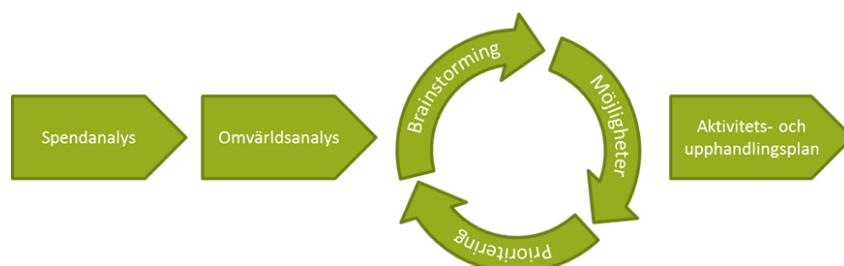 Spendanalys
Omvärldsanalys
Brainstorming
Möjligheter
Prioritering
Aktivitets- och
upphandlingsplan